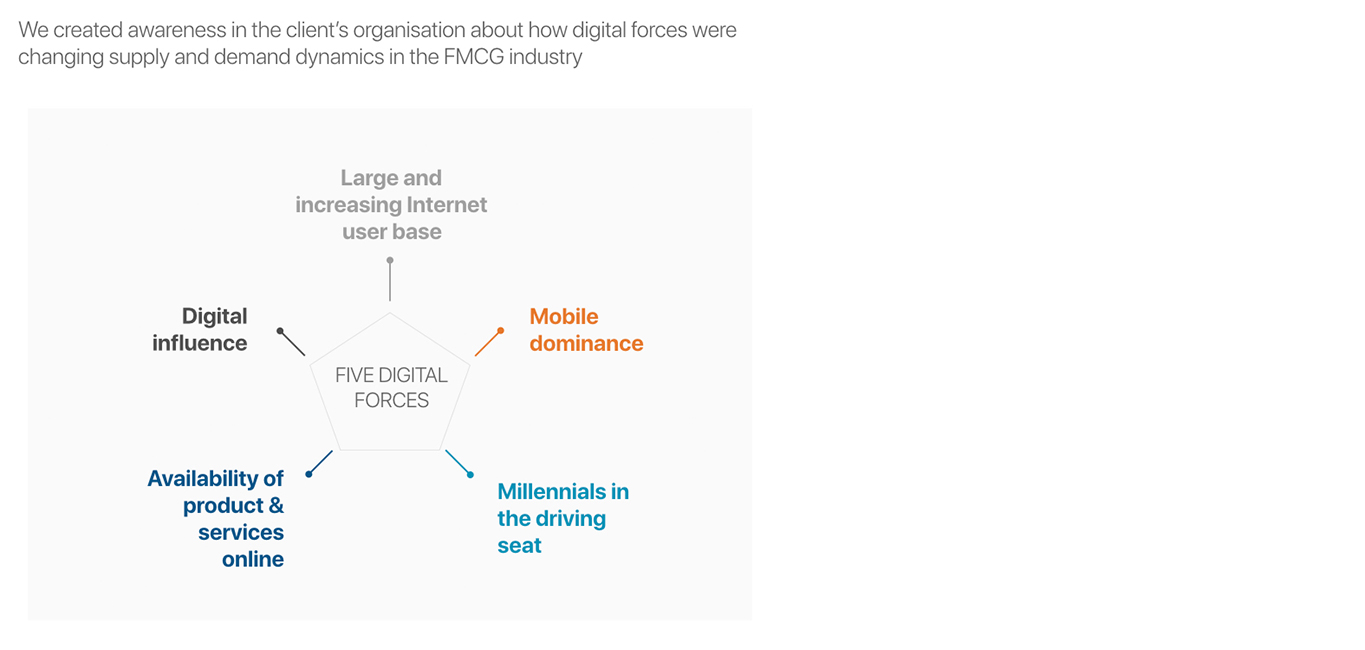 We created awareness in the client’s organisation about how digital forces were
changing supply and demand dynamics in the FMCG industry
Large and
increasing Internet
user base
Digital
influence
Mobile
dominance
FIVE DIGITAL
FORCES
Availability of
product &
services
online
Millennials in
the driving
seat